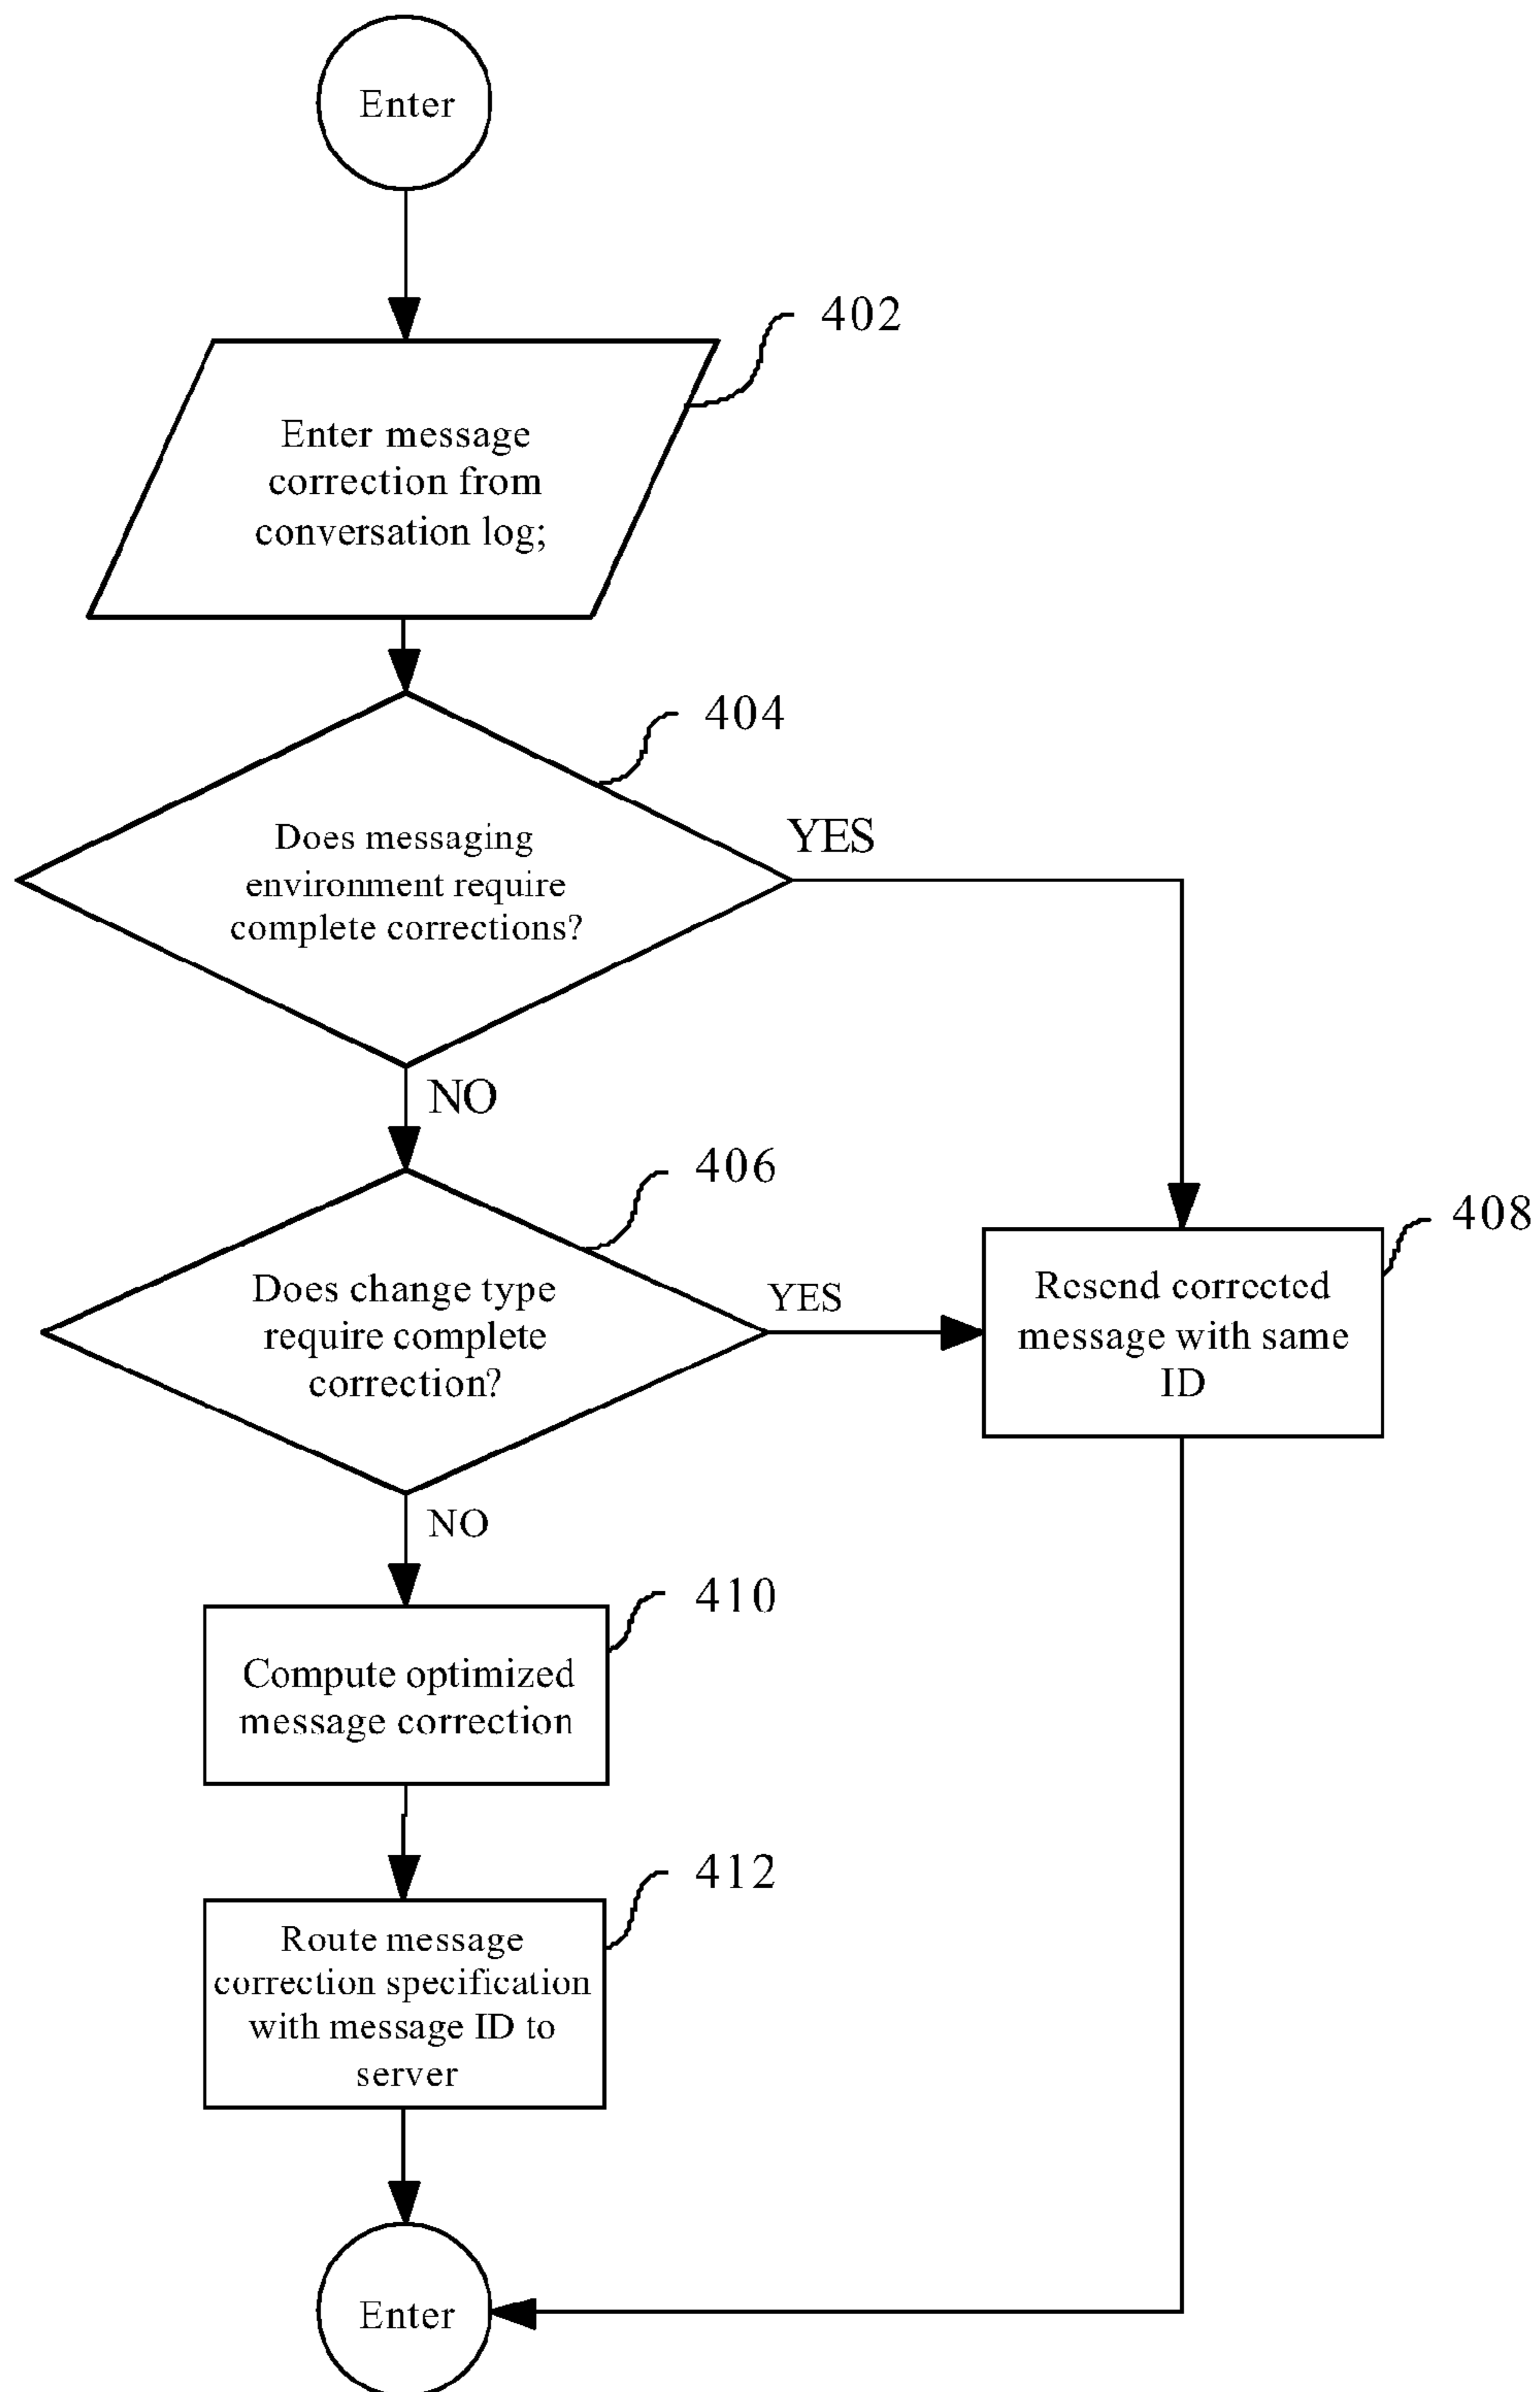 Enter
402
Enter message
correction from
conversation log;
404
Does messaging
environment require
complete corrections?
YES
NO
406
Does change type
require complete
correction?
YES
408
Resend corrected
message with same
ID
NO
410
Compute optimized
message correction
412
Route message
correction specification
with message ID to
server
Enter